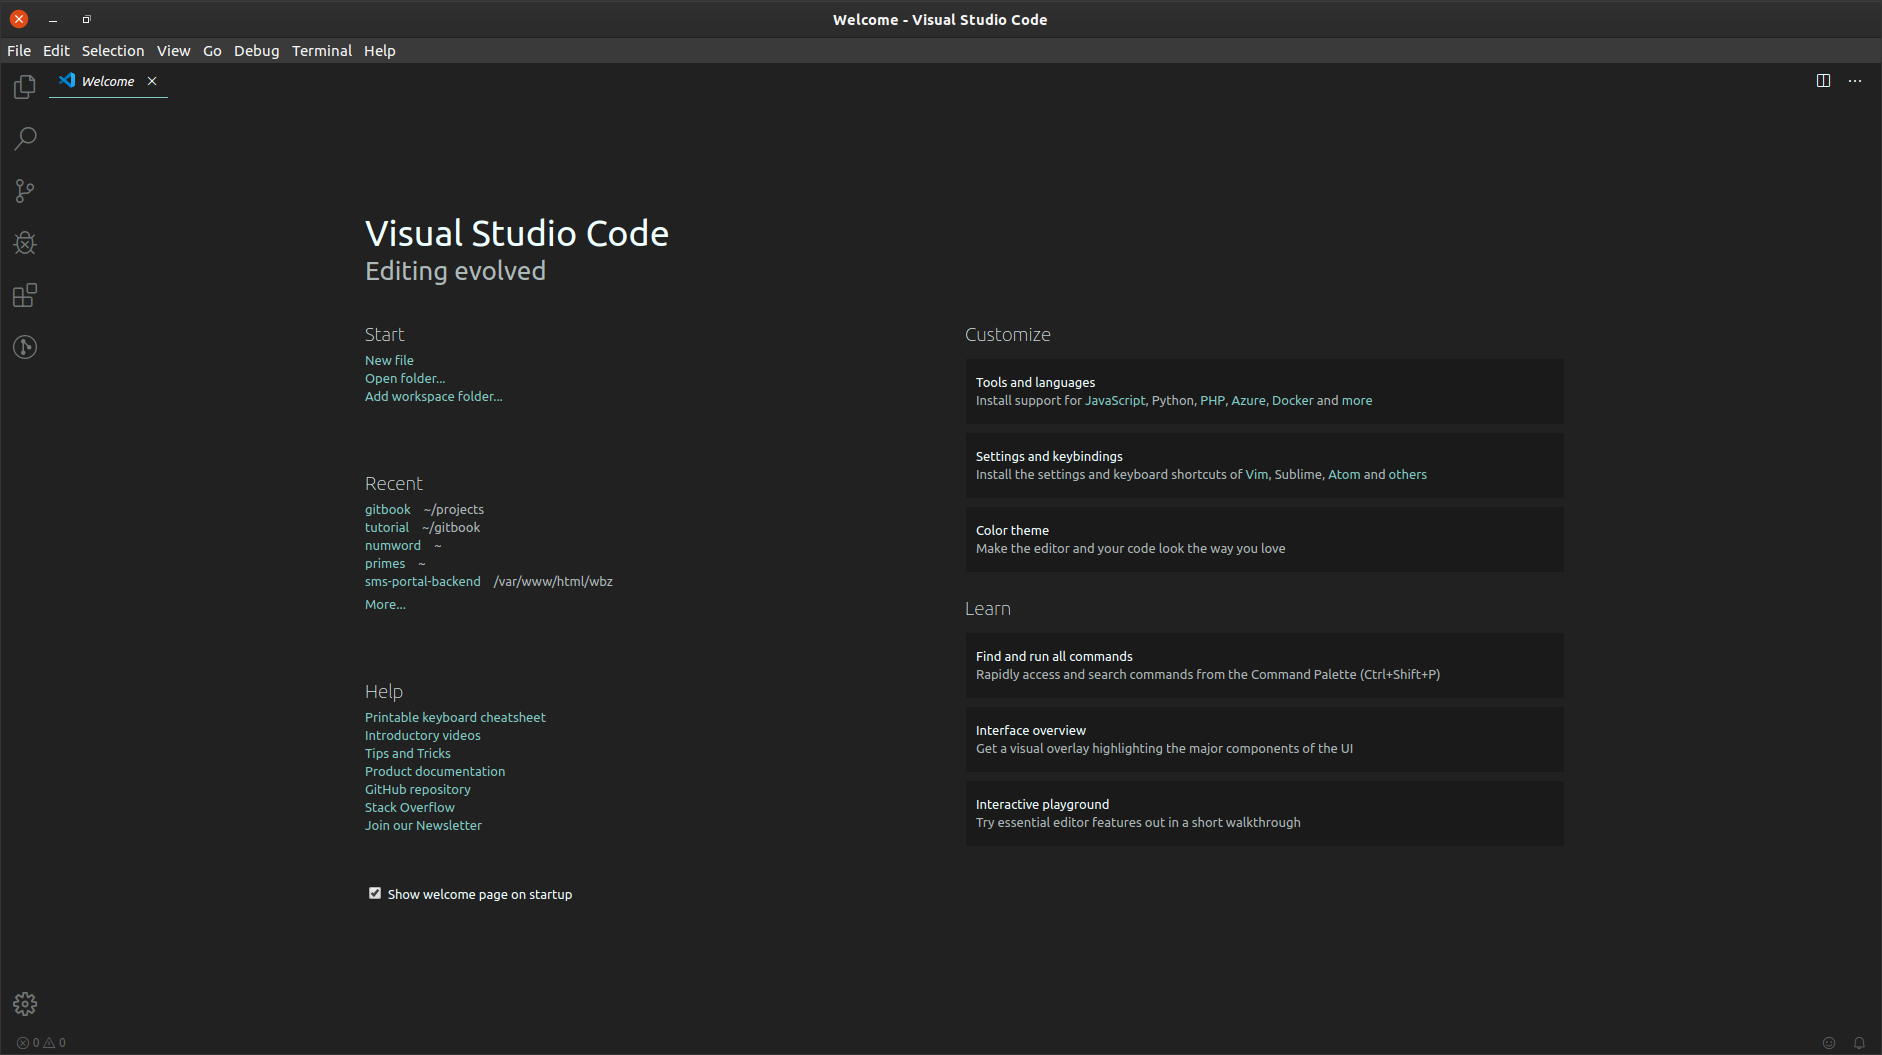 Welcome - Visual Studio Code
File Edit Selection View Go Debug Terminal Help
Welcome
Visual Studio Code
Editing evolved
Start
New file
Open folder...
Add workspace folder...
Recent
gitbook ~/projects
tutorial ~/gitbook
numword ~
primes ~
sms-portal-backend /var/www/html/wbz
More...
Help
Printable keyboard cheatsheet
Introductory videos
Tips and Tricks
Product documentation
GitHub repository
Stack Overflow
Join our Newsletter
Show welcome page on startup
Customize
Tools and languages
Install support for JavaScript, Python, PHP, Azure, Docker and more
Settings and keybindings
Install the settings and keyboard shortcuts of Vim, Sublime, Atom and others
Color theme
Make the editor and your code look the way you love
Learn
Find and run all commands
Rapidly access and search commands from the Command Palette (Ctrl+Shift+P)
Interface overview
Get a visual overlay highlighting the major components of the UI
Interactive playground
Try essential editor features out in a short walkthrough
0 0